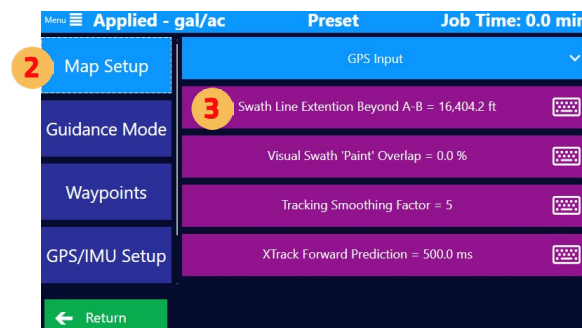 Menu Applied - gal/ac Preset Job Time: 0.0 min
2 Map Setup
GPS Input
3 Swath Line Extention Beyond A-B = 16,404.2 ft
Guidance Mode
Visual Swath 'Paint' Overlap = 0.0 %
Waypoints
Tracking Smoothing Factor = 5
GPS/IMU Setup
XTrack Forward Prediction = 500.0 ms
Return